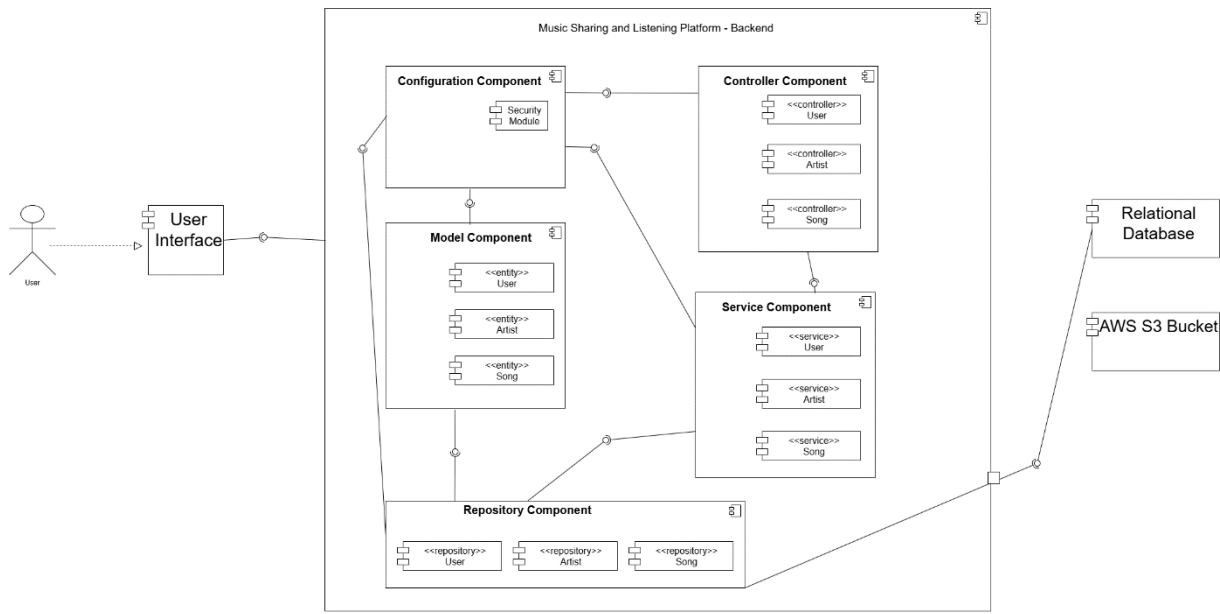 Music Sharing and Listening Platform - Backend
Configuration Component
Security
Module
Controller Component
<<controller>>
User
<<controller>>
Artist
<<controller>>
Song
User
Interface
User
Model Component
<<entity>>
User
<<entity>>
Artist
<<entity>>
Song
Service Component
<<service>>
User
<<service>>
Artist
<<service>>
Song
Repository Component
<<repository>>
User
<<repository>>
Artist
<<repository>>
Song
Relational
Database
AWS S3 Bucket